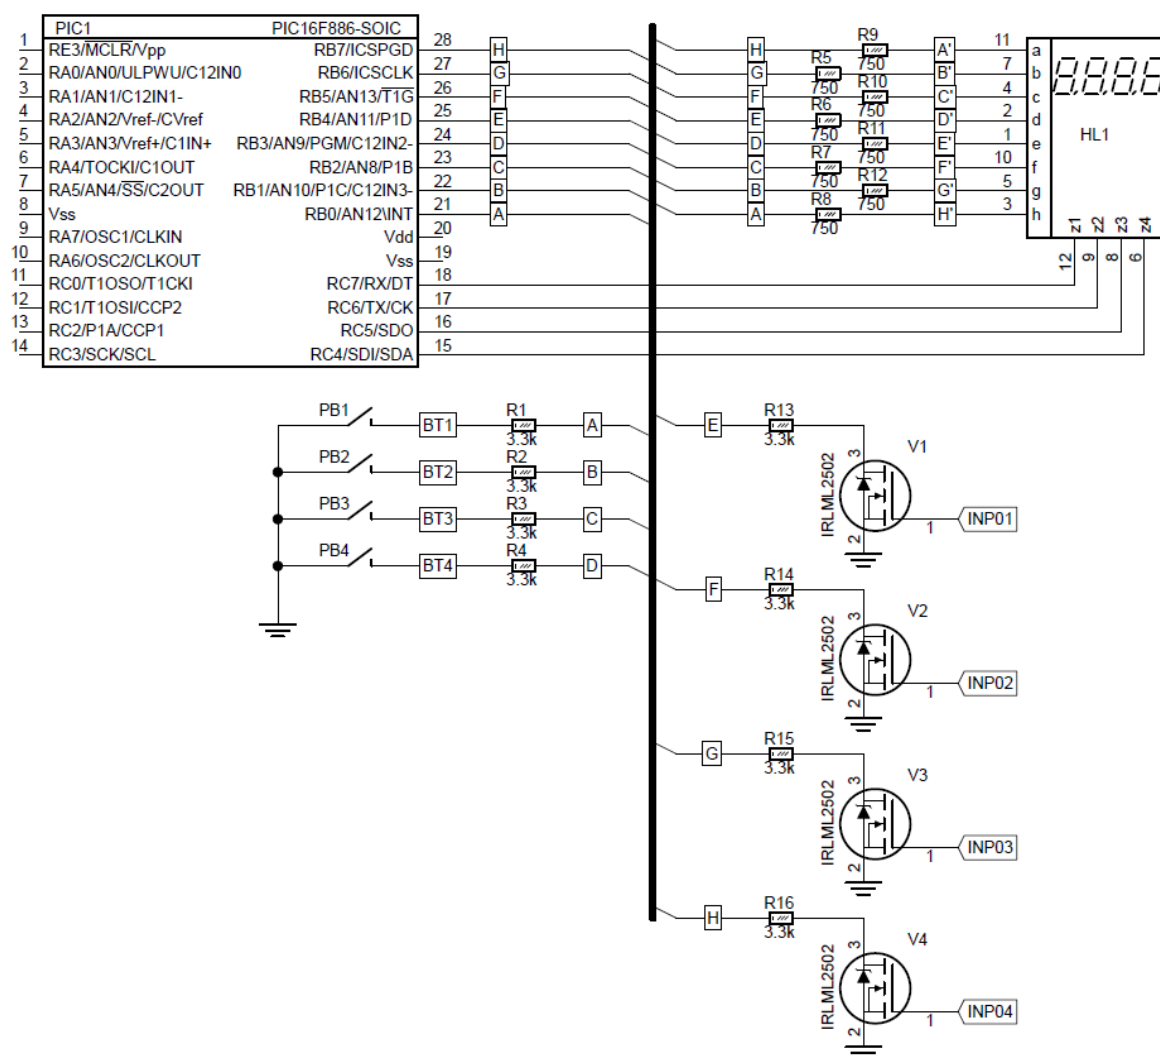 PIC1 PIC16F886-SOIC
1 RE3/MCLR/Vpp RB7/ICSPGD 28 H
2 RA0/AN0/ULPWU/C12IN0 RB6/ICSCLK 27 G
3 RA1/AN1/C12IN1- RB5/AN13/T1G 26 F
4 RA2/AN2/Vref-/CVref RB4/AN11/P1D 25 E
5 RA3/AN3/Vref+/C1IN+ RB3/AN9/PGM/C12IN2- 24 D
6 RA4/TOCKI/C1OUT RB2/AN8/P1B 23 C
7 RA5/AN4/SS/C2OUT RB1/AN10/P1C/C12IN3- 22 B
8 Vss RB0/AN12\INT 21 A
9 RA7/OSC1/CLKIN Vdd 20
10 RA6/OSC2/CLKOUT Vss 19
11 RC0/T1OSO/T1CKI RC7/RX/DT 18
12 RC1/T1OSI/CCP2 RC6/TX/CK 17
13 RC2/P1A/CCP1 RC5/SDO 16
14 RC3/SCK/SCL RC4/SDI/SDA 15
H R9 750 A' 11 a
G R5 750 B' 7 b
F R10 750 C' 4 c
E R6 750 D' 2 d
D R11 750 E' 1 e
C R7 750 F' 10 f
B R12 750 G' 5 g
A R8 750 H' 3 h
HL1
z1 z2 z3 z4
12 9 8 6
PB1 BT1 R1 3.3k A
PB2 BT2 R2 3.3k B
PB3 BT3 R3 3.3k C
PB4 BT4 R4 3.3k D
E R13 3.3k
V1
IRLML2502
3
2
1 INP01
F R14 3.3k
V2
IRLML2502
3
2
1 INP02
G R15 3.3k
V3
IRLML2502
3
2
1 INP03
H R16 3.3k
V4
IRLML2502
3
2
1 INP04